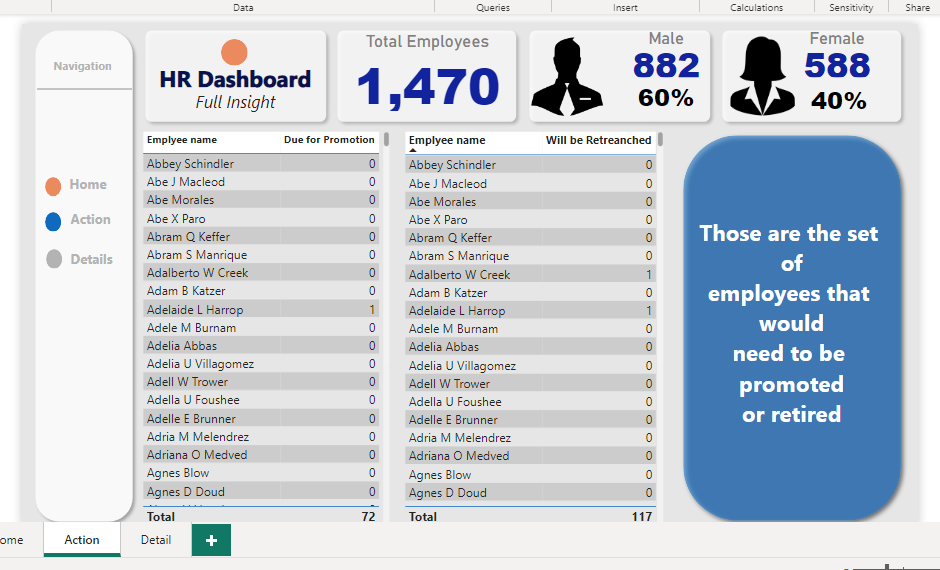 Data Queries Insert Calculations Sensitivity Share
Navigation
Home
Action
Details
HR Dashboard
Full Insight
Total Employees
1,470
Male
882
60%
Female
588
40%
Emplyee name Due for Promotion
Abbey Schindler 0
Abe J Macleod 0
Abe Morales 0
Abe X Paro 0
Abram Q Keffer 0
Abram S Manrique 0
Adalberto W Creek 0
Adam B Katzer 0
Adelaide L Harrop 1
Adele M Burnam 0
Adelia Abbas 0
Adelia U Villagomez 0
Adell W Trower 0
Adella U Foushee 0
Adelle E Brunner 0
Adria M Melendrez 0
Adriana O Medved 0
Agnes Blow 0
Agnes D Doud 0
Total 72
Emplyee name Will be Retreanched
Abbey Schindler 0
Abe J Macleod 0
Abe Morales 0
Abe X Paro 0
Abram Q Keffer 0
Abram S Manrique 0
Adalberto W Creek 1
Adam B Katzer 0
Adelaide L Harrop 1
Adele M Burnam 0
Adelia Abbas 0
Adelia U Villagomez 0
Adell W Trower 0
Adella U Foushee 0
Adelle E Brunner 0
Adria M Melendrez 0
Adriana O Medved 0
Agnes Blow 0
Agnes D Doud 0
Total 117
Those are the set
of
employees that
would
need to be
promoted
or retired
ome Action Detail +